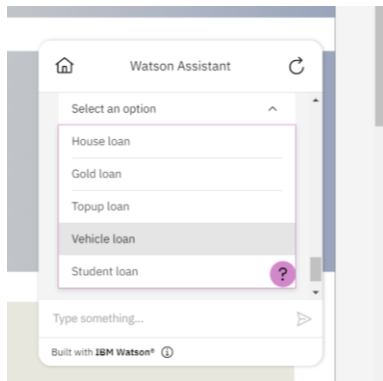 Watson Assistant
Select an option
House loan
Gold loan
Topup loan
Vehicle loan
Student loan
?
Type something...
Built with IBM Watson®